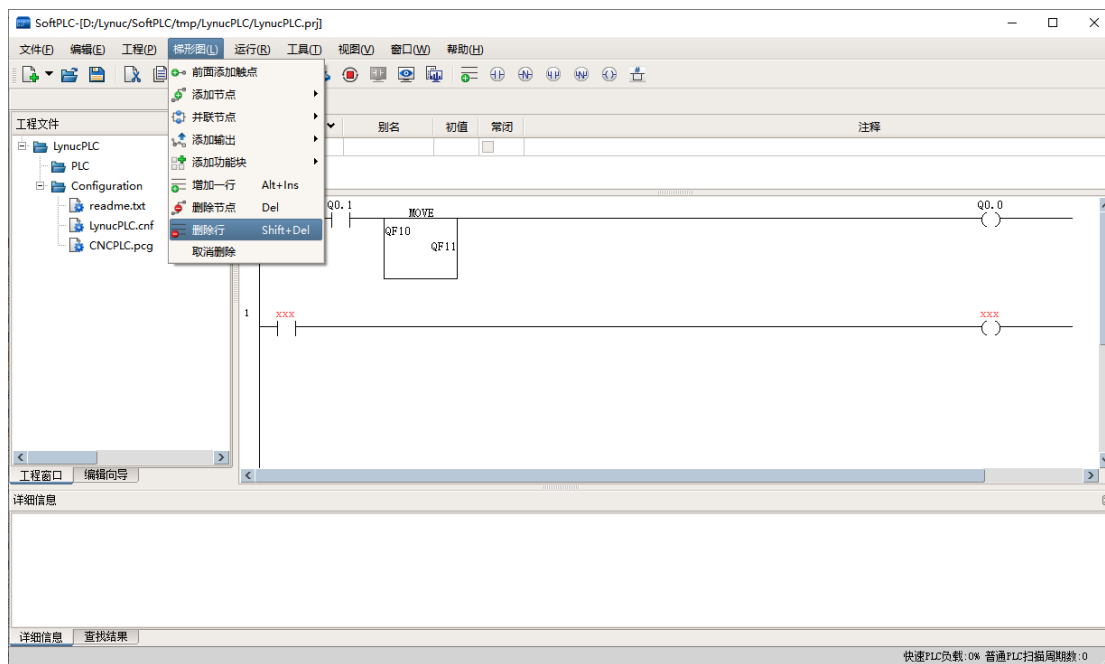 SoftPLC-[D:/Lynuc/SoftPLC/tmp/LynucPLC/LynucPLC.prj]
文件(F) 编辑(E) 工程(P) 梯形图(L) 运行(R) 工具(T) 视图(V) 窗口(W) 帮助(H)
前面添加触点
添加节点
并联节点
添加输出
添加功能块
增加一行 Alt+Ins
删除节点 Del
删除行 Shift+Del
取消删除
工程文件
LynucPLC
PLC
Configuration
readme.txt
LynucPLC.cnf
CNCPLC.pcg
工程窗口 编辑向导
别名 初值 常闭 注释
Q0.1 MOVE Q0.0
QF10
QF11
1 xxx xxx
详细信息
详细信息 查找结果
快速PLC负载:0% 普通PLC扫描周期数:0